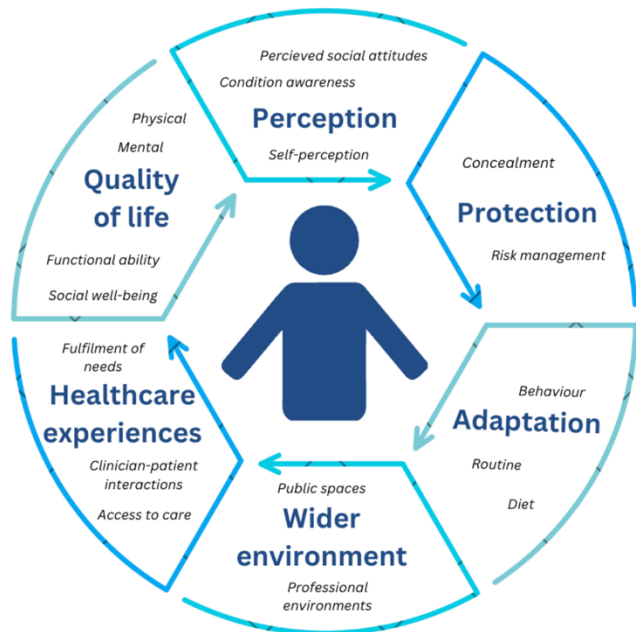 Percieved social attitudes
Condition awareness
Perception
Self-perception
Concealment
Protection
Risk management
Behaviour
Adaptation
Routine
Diet
Public spaces
Wider
environment
Professional
environments
Fulfilment of
needs
Healthcare
experiences
Clinician-patient
interactions
Access to care
Physical
Mental
Quality
of life
Functional ability
Social well-being